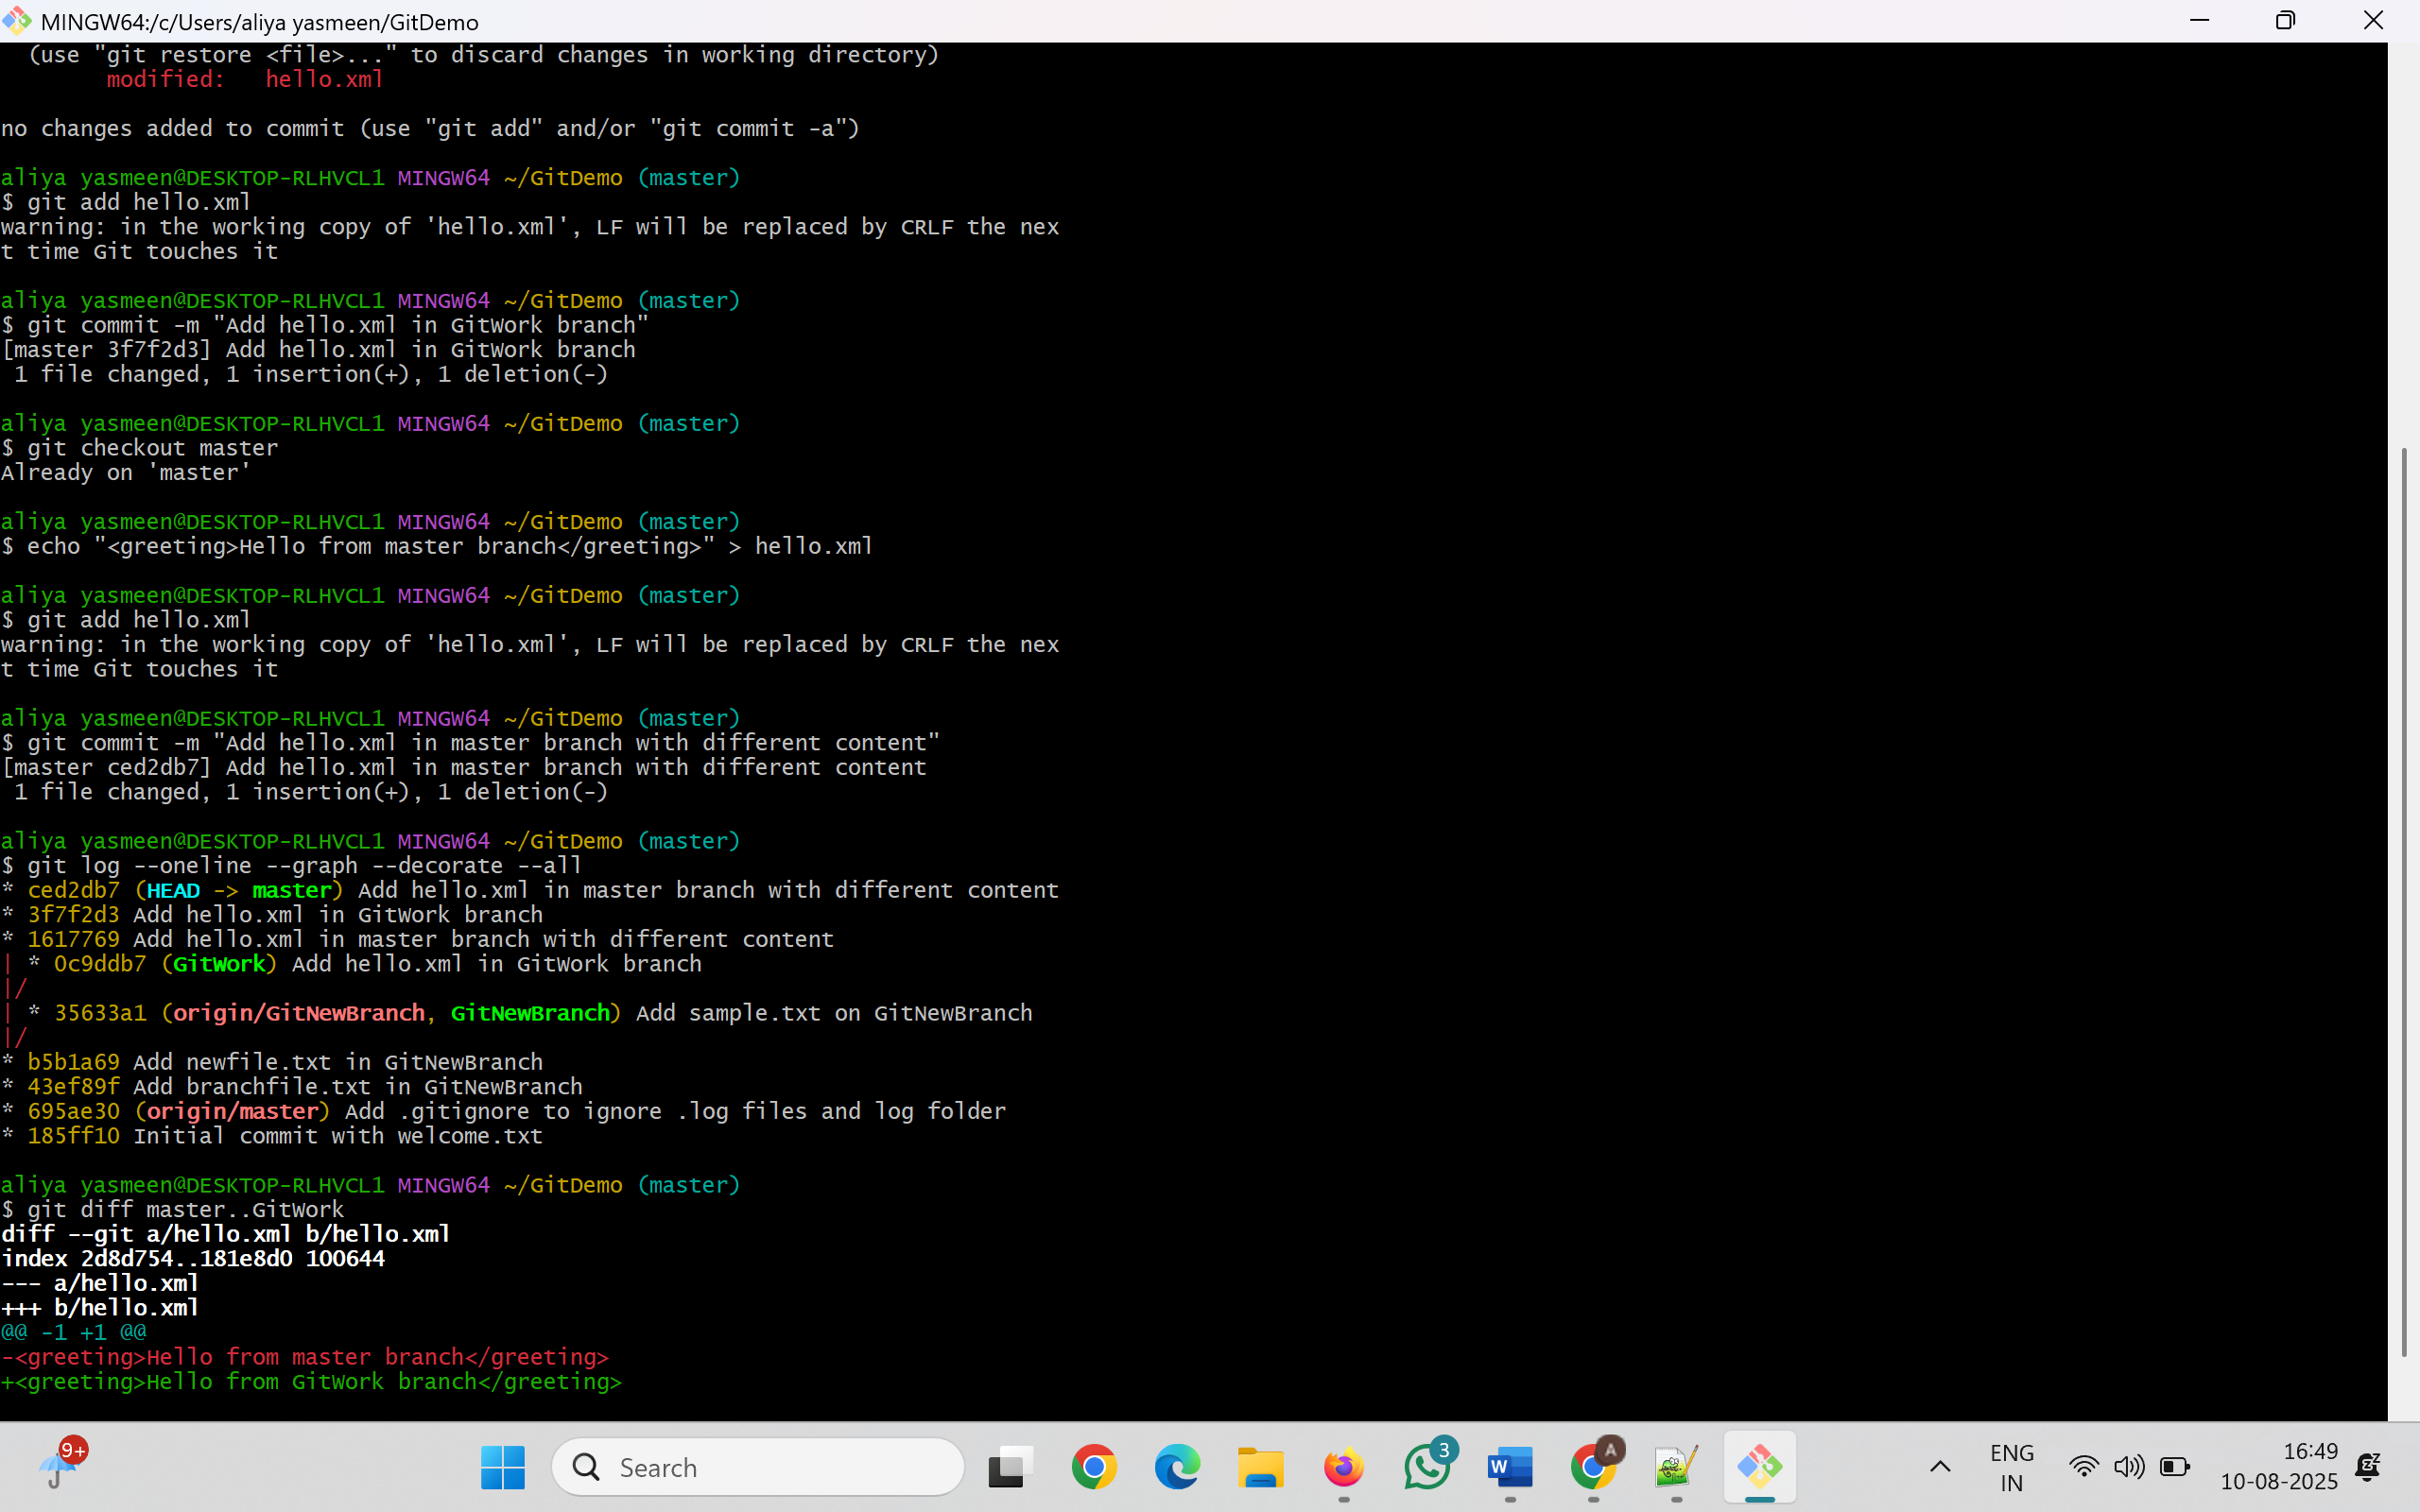 MINGW64:/c/Users/aliya yasmeen/GitDemo
(use "git restore <file>..." to discard changes in working directory)
modified:   hello.xml
no changes added to commit (use "git add" and/or "git commit -a")
aliya yasmeen@DESKTOP-RLHVCL1 MINGW64 ~/GitDemo (master)
$ git add hello.xml
warning: in the working copy of 'hello.xml', LF will be replaced by CRLF the nex
t time Git touches it
aliya yasmeen@DESKTOP-RLHVCL1 MINGW64 ~/GitDemo (master)
$ git commit -m "Add hello.xml in GitWork branch"
[master 3f7f2d3] Add hello.xml in GitWork branch
1 file changed, 1 insertion(+), 1 deletion(-)
aliya yasmeen@DESKTOP-RLHVCL1 MINGW64 ~/GitDemo (master)
$ git checkout master
Already on 'master'
aliya yasmeen@DESKTOP-RLHVCL1 MINGW64 ~/GitDemo (master)
$ echo "<greeting>Hello from master branch</greeting>" > hello.xml
aliya yasmeen@DESKTOP-RLHVCL1 MINGW64 ~/GitDemo (master)
$ git add hello.xml
warning: in the working copy of 'hello.xml', LF will be replaced by CRLF the nex
t time Git touches it
aliya yasmeen@DESKTOP-RLHVCL1 MINGW64 ~/GitDemo (master)
$ git commit -m "Add hello.xml in master branch with different content"
[master ced2db7] Add hello.xml in master branch with different content
1 file changed, 1 insertion(+), 1 deletion(-)
aliya yasmeen@DESKTOP-RLHVCL1 MINGW64 ~/GitDemo (master)
$ git log --oneline --graph --decorate --all
* ced2db7 (HEAD -> master) Add hello.xml in master branch with different content
* 3f7f2d3 Add hello.xml in GitWork branch
* 1617769 Add hello.xml in master branch with different content
| * 0c9ddb7 (GitWork) Add hello.xml in GitWork branch
|/
| * 35633a1 (origin/GitNewBranch, GitNewBranch) Add sample.txt on GitNewBranch
|/
* b5b1a69 Add newfile.txt in GitNewBranch
* 43ef89f Add branchfile.txt in GitNewBranch
* 695ae30 (origin/master) Add .gitignore to ignore .log files and log folder
* 185ff10 Initial commit with welcome.txt
aliya yasmeen@DESKTOP-RLHVCL1 MINGW64 ~/GitDemo (master)
$ git diff master..GitWork
diff --git a/hello.xml b/hello.xml
index 2d8d754..181e8d0 100644
--- a/hello.xml
+++ b/hello.xml
@@ -1 +1 @@
-<greeting>Hello from master branch</greeting>
+<greeting>Hello from GitWork branch</greeting>
9+
Search
3
W
A
ENG
IN
16:49
10-08-2025